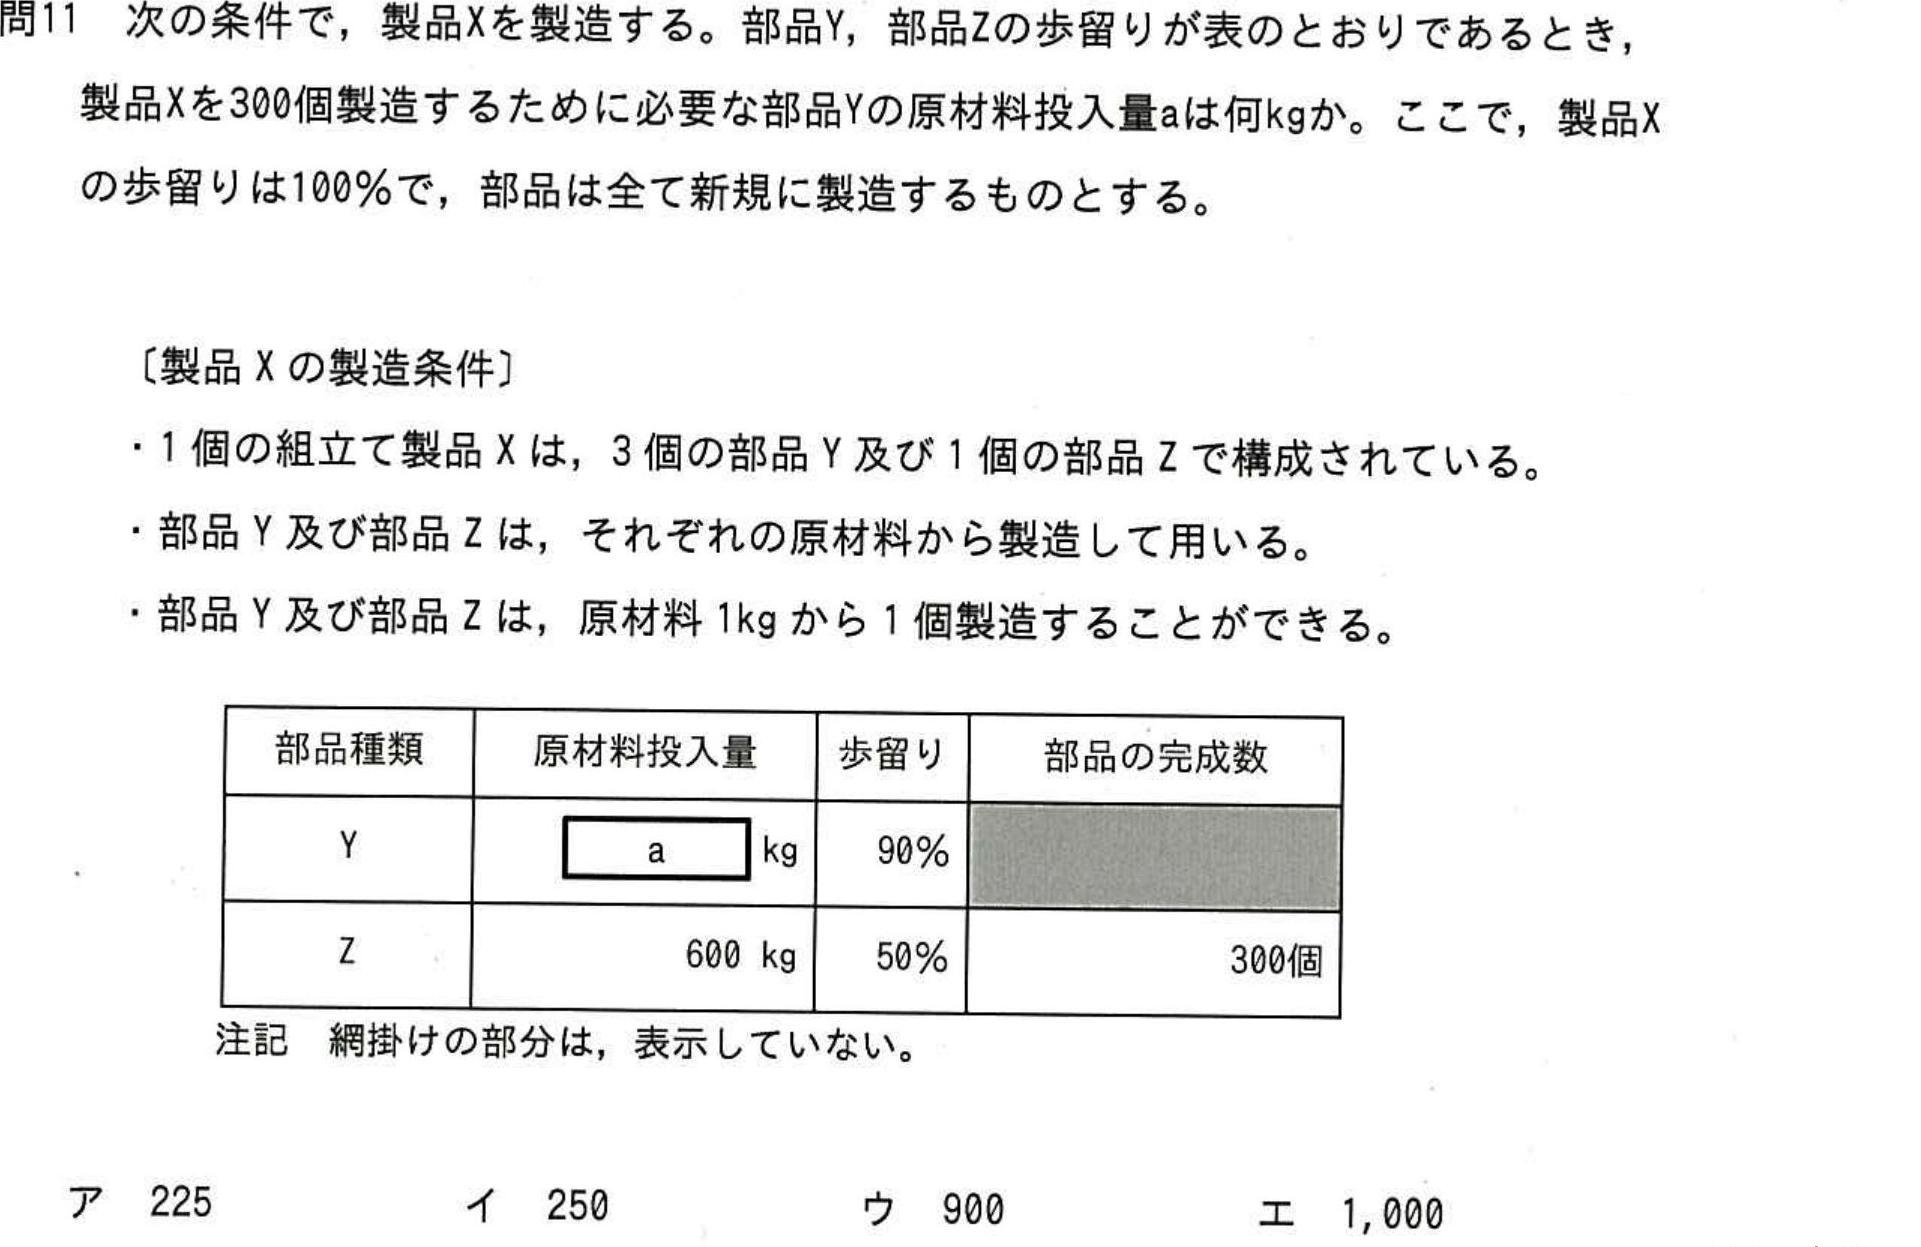 問11　次の条件で，製品Xを製造する。部品Y，部品Zの歩留りが表のとおりであるとき，
製品Xを300個製造するために必要な部品Yの原材料投入量aは何kgか。ここで，製品X
の歩留りは100％で，部品は全て新規に製造するものとする。
〔製品 X の製造条件〕
・1 個の組立て製品 X は，3 個の部品 Y 及び 1 個の部品 Z で構成されている。
・部品 Y 及び部品 Z は，それぞれの原材料から製造して用いる。
・部品 Y 及び部品 Z は，原材料 1kg から 1 個製造することができる。
部品種類　原材料投入量　歩留り　部品の完成数
Y　a kg　90％
Z　600 kg　50％　300個
注記　網掛けの部分は，表示していない。
ア　225　イ　250　ウ　900　エ　1,000